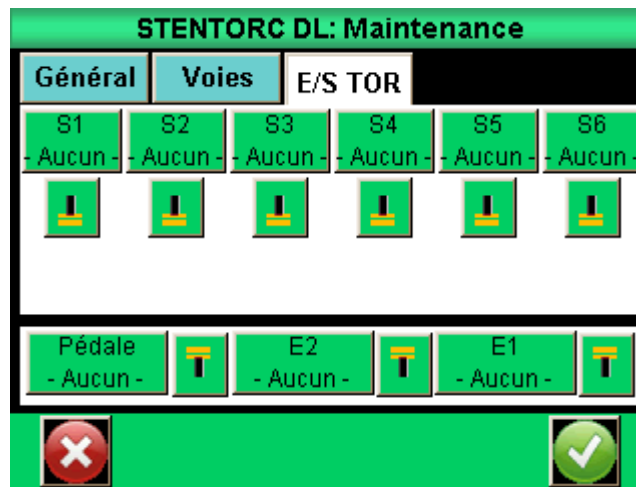 STENTORC DL: Maintenance
Général Voies E/S TOR
S1 S2 S3 S4 S5 S6
- Aucun - - Aucun - - Aucun - - Aucun - - Aucun - - Aucun -
Pédale E2 E1
- Aucun - - Aucun - - Aucun -